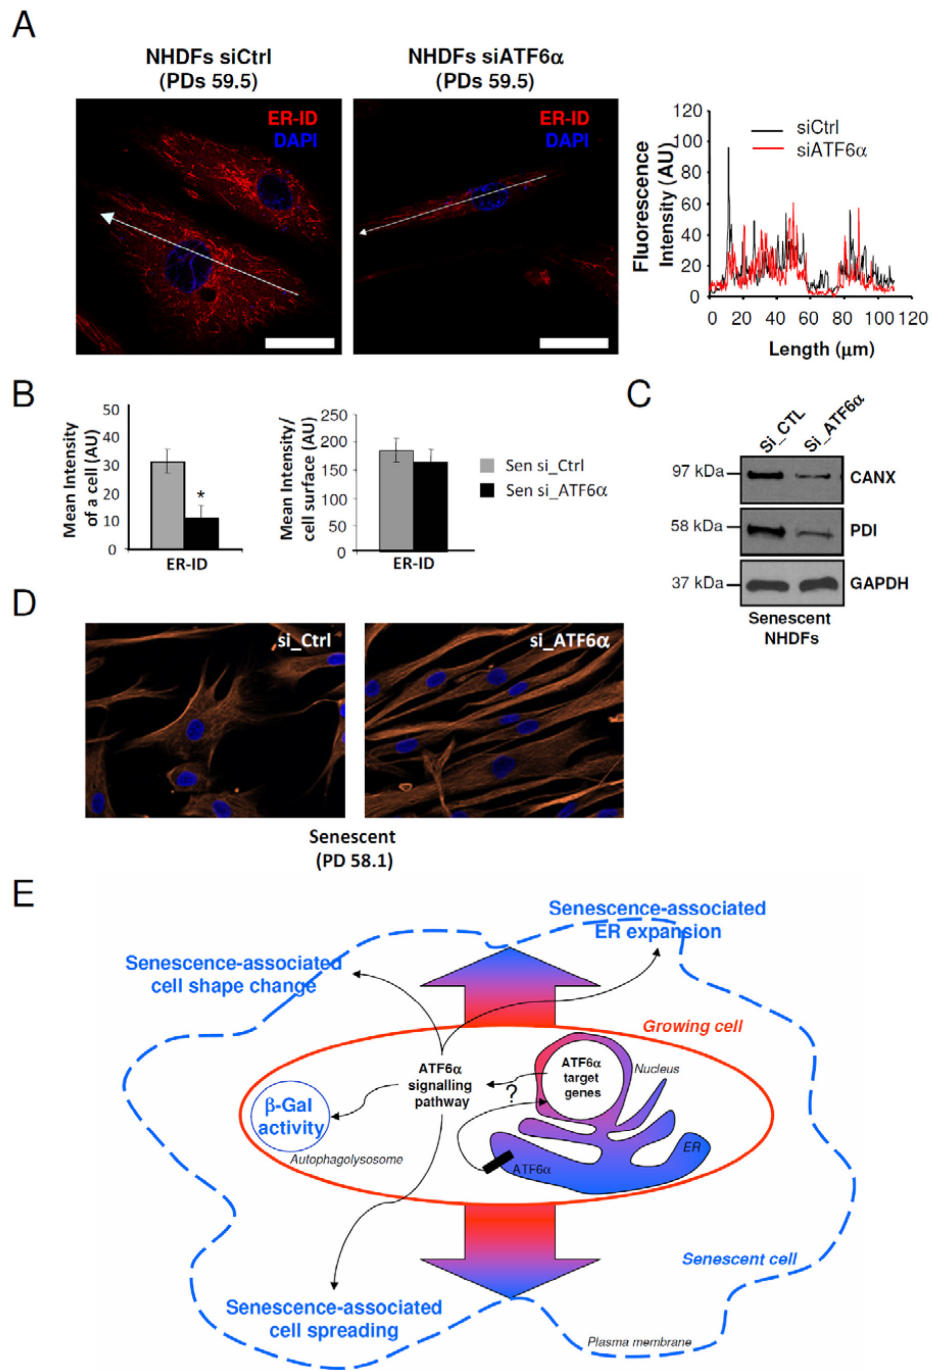 A
NHDFs siCtrl
(PDs 59.5)
NHDFs siATF6α
(PDs 59.5)
ER-ID
DAPI
ER-ID
DAPI
Fluorescence
Intensity (AU)
120
100
80
60
40
20
0
siCtrl
siATF6α
0 20 40 60 80 100 120
Length (µm)
B
Mean Intensity
of a cell (AU)
50
40
30
20
10
0
*
ER-ID
Mean Intensity/
cell surface (AU)
250
200
150
100
50
0
ER-ID
Sen si_Ctrl
Sen si_ATF6α
C
Si_CTL
Si_ATF6α
97 kDa
CANX
58 kDa
PDI
37 kDa
GAPDH
Senescent
NHDFs
D
si_Ctrl
si_ATF6α
Senescent
(PD 58.1)
E
Senescence-associated
ER expansion
Senescence-associated
cell shape change
Growing cell
ATF6α
signalling
pathway
?
ATF6α
target
genes
Nucleus
β-Gal
activity
Autophagolysosome
ATF6α
ER
Senescent cell
Senescence-associated
cell spreading
Plasma membrane